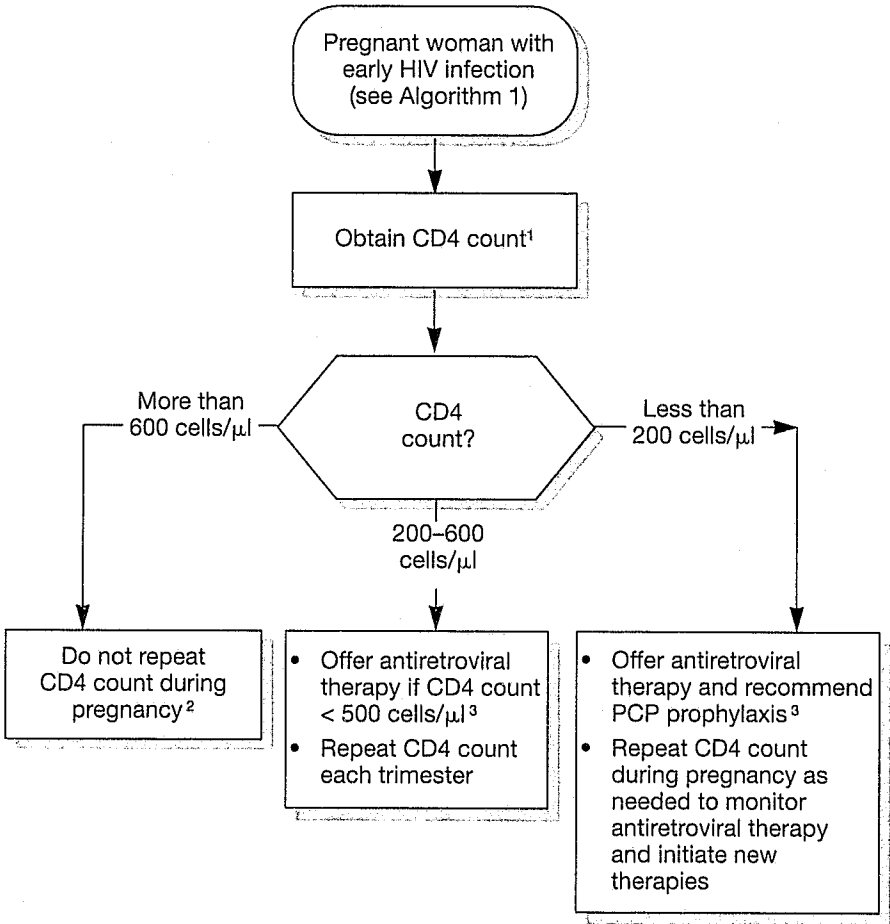 Pregnant woman with
early HIV infection
(see Algorithm 1)
Obtain CD4 count¹
CD4
count?
More than
600 cells/µl
Less than
200 cells/µl
200–600
cells/µl
Do not repeat
CD4 count during
pregnancy²
• Offer antiretroviral
therapy if CD4 count
< 500 cells/µl³
• Repeat CD4 count
each trimester
• Offer antiretroviral
therapy and recommend
PCP prophylaxis³
• Repeat CD4 count
during pregnancy as
needed to monitor
antiretroviral therapy
and initiate new
therapies